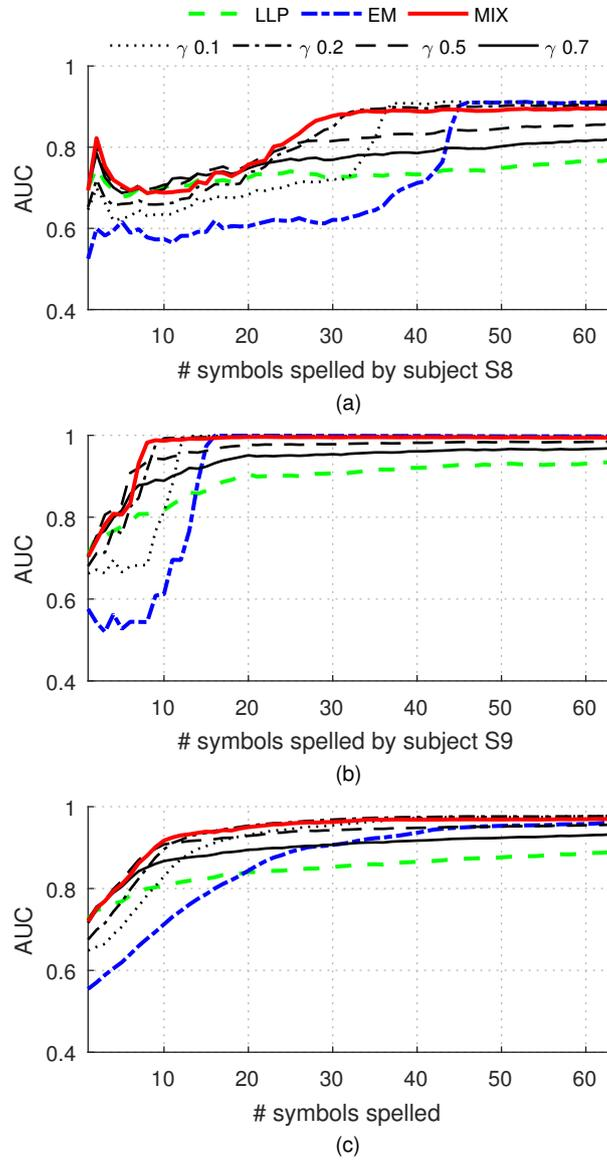 LLP EM MIX
γ 0.1 γ 0.2 γ 0.5 γ 0.7
1
0.8
0.6
0.4
AUC
10 20 30 40 50 60
# symbols spelled by subject S8
(a)
1
0.8
0.6
0.4
AUC
10 20 30 40 50 60
# symbols spelled by subject S9
(b)
1
0.8
0.6
0.4
AUC
10 20 30 40 50 60
# symbols spelled
(c)